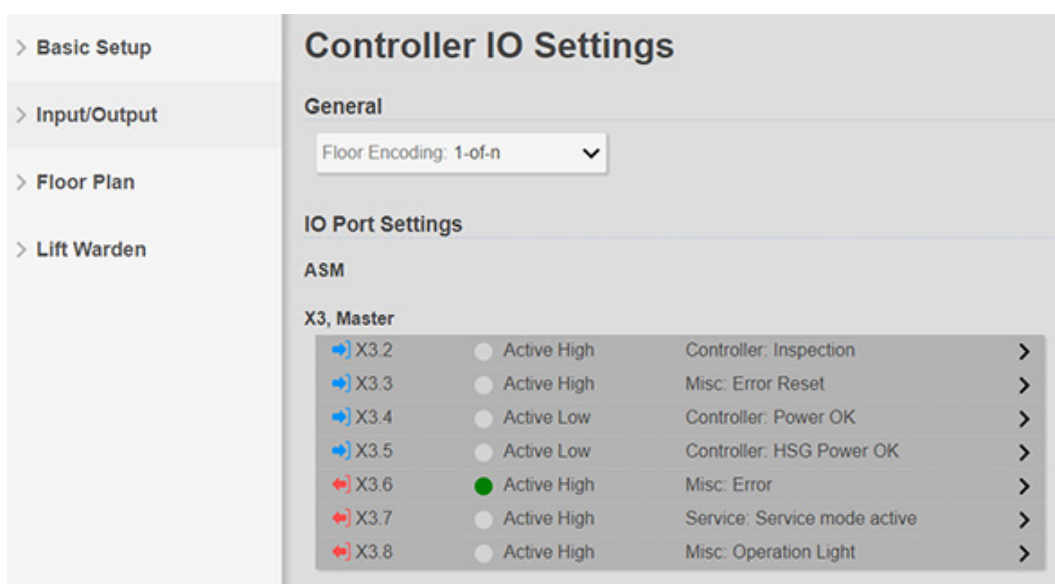 Basic Setup
Input/Output
Floor Plan
Lift Warden
Controller IO Settings
General
Floor Encoding: 1-of-n
IO Port Settings
ASM
X3, Master
X3.2 Active High Controller: Inspection
X3.3 Active High Misc: Error Reset
X3.4 Active Low Controller: Power OK
X3.5 Active Low Controller: HSG Power OK
X3.6 Active High Misc: Error
X3.7 Active High Service: Service mode active
X3.8 Active High Misc: Operation Light